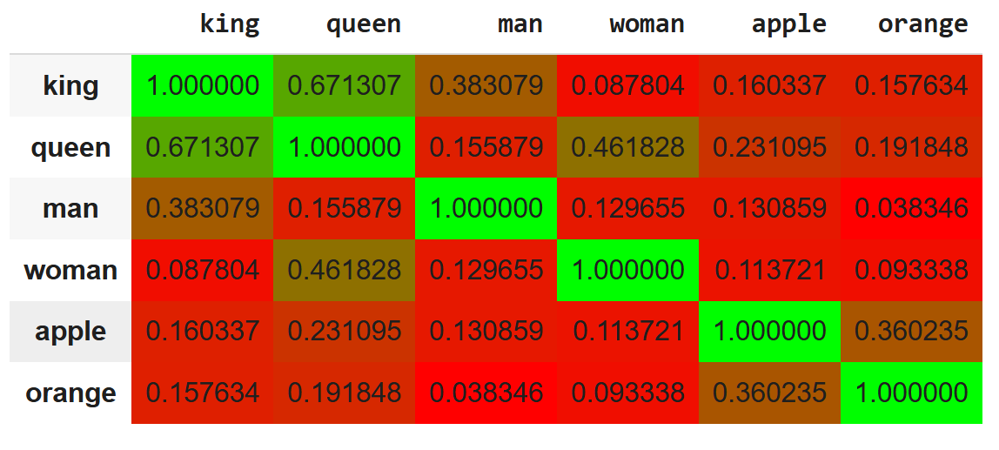 king queen man woman apple orange
king 1.000000 0.671307 0.383079 0.087804 0.160337 0.157634
queen 0.671307 1.000000 0.155879 0.461828 0.231095 0.191848
man 0.383079 0.155879 1.000000 0.129655 0.130859 0.038346
woman 0.087804 0.461828 0.129655 1.000000 0.113721 0.093338
apple 0.160337 0.231095 0.130859 0.113721 1.000000 0.360235
orange 0.157634 0.191848 0.038346 0.093338 0.360235 1.000000